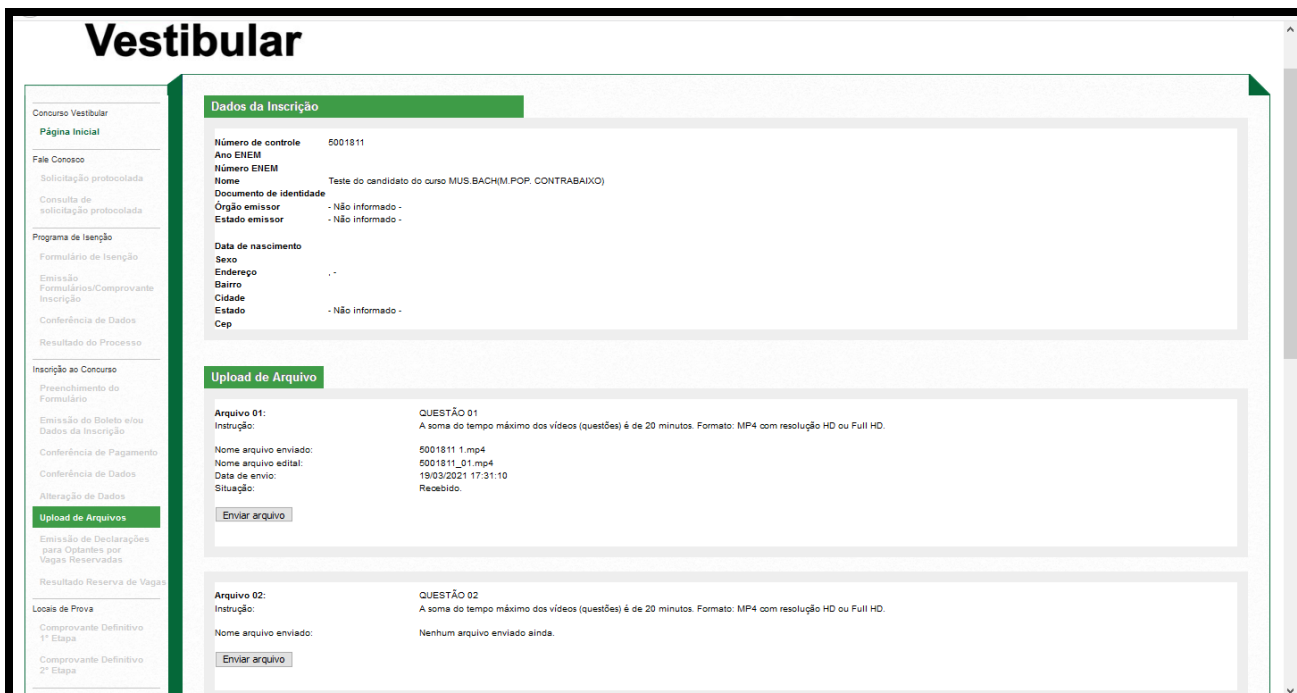 Vestibular
Concurso Vestibular
Página Inicial
Fale Conosco
Solicitação protocolada
Consulta de
solicitação protocolada
Programa de Isenção
Formulário de Isenção
Emissão
Formulários/Comprovante
Inscrição
Conferência de Dados
Resultado do Processo
Inscrição ao Concurso
Preenchimento do
Formulário
Emissão do Boleto e/ou
Dados da Inscrição
Conferência de Pagamento
Conferência de Dados
Alteração de Dados
Upload de Arquivos
Emissão de Declarações
para Optantes por
Vagas Reservadas
Resultado Reserva de Vagas
Locais de Prova
Comprovante Definitivo
1ª Etapa
Comprovante Definitivo
2ª Etapa
Dados da Inscrição
Número de controle 5001811
Ano ENEM
Número ENEM
Nome Teste do candidato do curso MUS.BACH(M.POP. CONTRABAIXO)
Documento de identidade
Órgão emissor - Não informado -
Estado emissor - Não informado -
Data de nascimento
Sexo
Endereço , -
Bairro
Cidade
Estado - Não informado -
Cep
Upload de Arquivo
Arquivo 01: QUESTÃO 01
Instrução: A soma do tempo máximo dos vídeos (questões) é de 20 minutos. Formato: MP4 com resolução HD ou Full HD.
Nome arquivo enviado: 5001811 1.mp4
Nome arquivo edital: 5001811_01.mp4
Data de envio: 19/03/2021 17:31:10
Situação: Recebido.
Enviar arquivo
Arquivo 02: QUESTÃO 02
Instrução: A soma do tempo máximo dos vídeos (questões) é de 20 minutos. Formato: MP4 com resolução HD ou Full HD.
Nome arquivo enviado: Nenhum arquivo enviado ainda.
Enviar arquivo